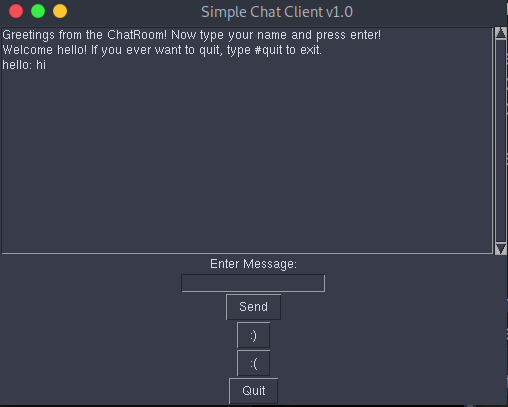 Simple Chat Client v1.0
Greetings from the ChatRoom! Now type your name and press enter!
Welcome hello! If you ever want to quit, type #quit to exit.
hello: hi
Enter Message:
Send
:)
:(
Quit